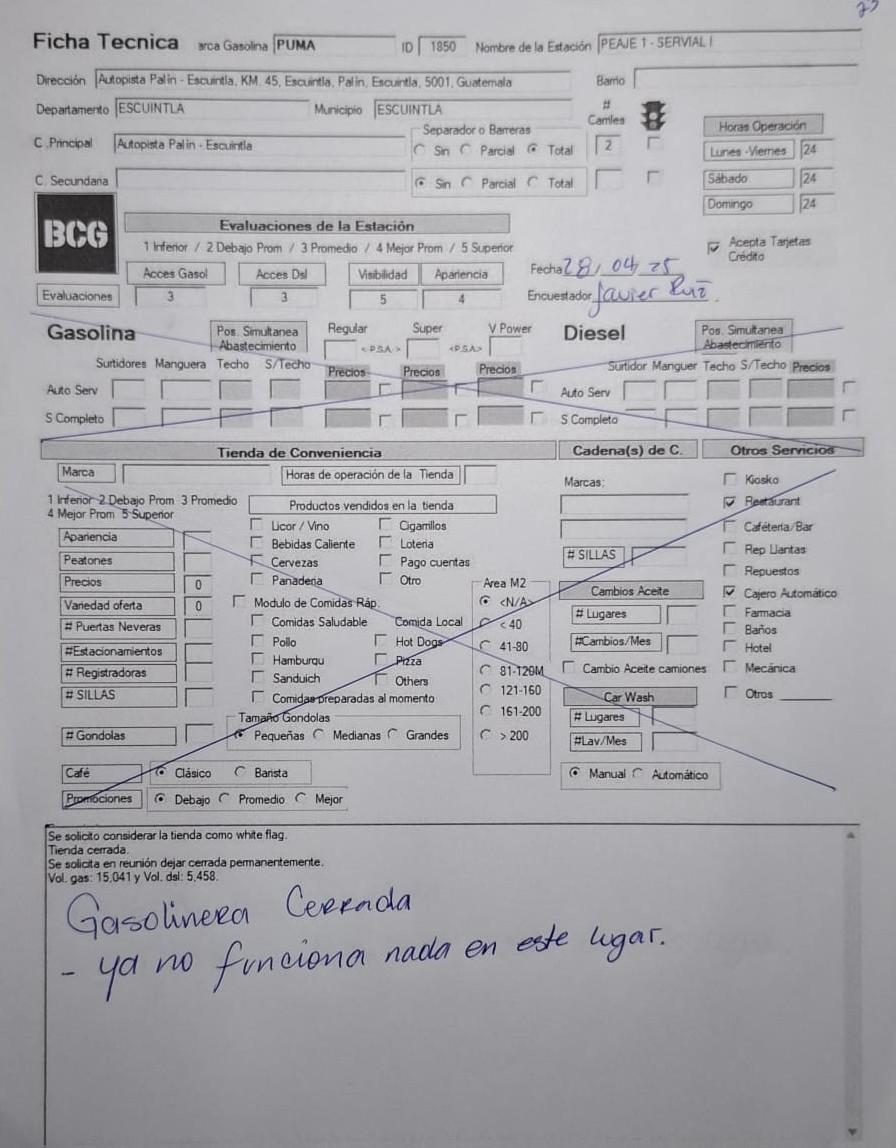 73
Ficha Tecnica arca Gasolina PUMA ID 1850 Nombre de la Estación PEAJE 1 - SERVIAL I
Dirección Autopista Palín - Escuintla, KM. 45, Escuintla, Palín, Escuintla, 5001, Guatemala Barrio
Departamento ESCUINTLA Municipio ESCUINTLA # Carriles
C .Principal Autopista Palín - Escuintla Separador o Barreras Sin Parcial Total 2
C. Secundaria Sin Parcial Total
Horas Operación
Lunes -Viernes 24
Sábado 24
Domingo 24
BCG
Evaluaciones de la Estación
1 Inferior / 2 Debajo Prom / 3 Promedio / 4 Mejor Prom / 5 Superior
Acepta Tarjetas Crédito
Acces Gasol Acces Dsl Visibilidad Apariencia
Evaluaciones 3 3 5 4
Fecha 28/04/25
Encuestador Javier Ruiz.
Gasolina Pos. Simultanea Abastecimiento Regular < P.S.A. > Super <P.S.A> V Power Diesel Pos. Simultanea Abastecimiento
Surtidores Manguera Techo S/Techo Precios Precios Precios Surtidor Manguer Techo S/Techo Precios
Auto Serv Auto Serv
S Completo S Completo
Tienda de Conveniencia Cadena(s) de C. Otros Servicios
Marca Horas de operación de la Tienda
1 Inferior 2 Debajo Prom 3 Promedio
4 Mejor Prom 5 Superior
Apariencia
Peatones
Precios 0
Variedad oferta 0
# Puertas Neveras
#Estacionamientos
# Registradoras
# SILLAS
# Gondolas
Productos vendidos en la tienda
Licor / Vino Cigarrillos
Bebidas Caliente Loteria
Cervezas Pago cuentas
Panaderia Otro
Modulo de Comidas Ráp.
Comidas Saludable Comida Local
Pollo Hot Dogs
Hamburqu Pizza
Sanduich Others
Comidas preparadas al momento
Tamaño Gondolas
Pequeñas Medianas Grandes
Area M2
<N/A>
< 40
41-80
81-120M
121-160
161-200
> 200
Café Clásico Barista
Promociones Debajo Promedio Mejor
Marcas:
# SILLAS
Cambios Aceite
# Lugares
#Cambios/Mes
Cambio Aceite camiones
Car Wash
# Lugares
#Lav/Mes
Manual Automático
Kiosko
Restaurant
Caféteria/Bar
Rep Llantas
Repuestos
Cajero Automático
Farmacia
Baños
Hotel
Mecánica
Otros
Se solicito considerar la tienda como white flag.
Tienda cerrada.
Se solicita en reunión dejar cerrada permanentemente.
Vol. gas: 15,041 y Vol. dsl: 5,458.
Gasolinera Cerrada
- ya no funciona nada en este lugar.